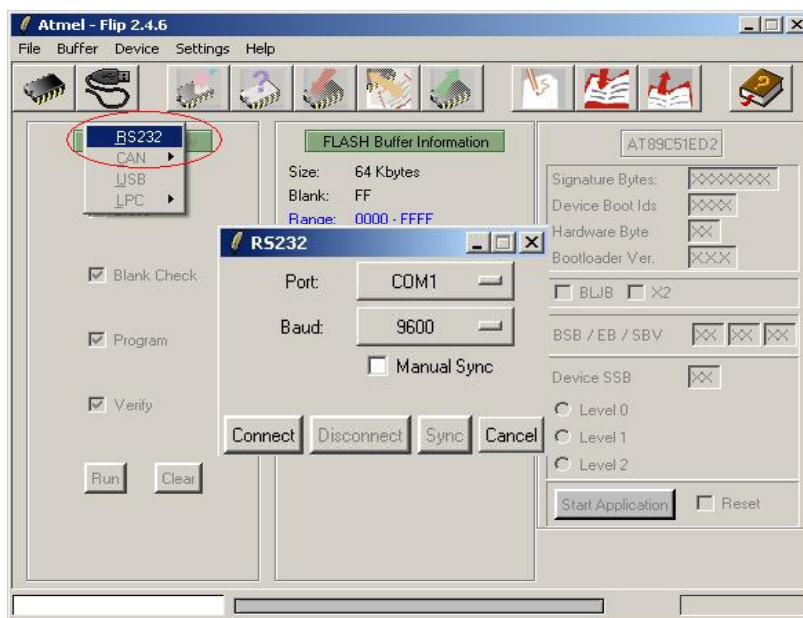 Atmel - Flip 2.4.6
File Buffer Device Settings Help
RS232
CAN
USB
LPC
Blank Check
Program
Verify
Run Clear
FLASH Buffer Information
Size: 64 Kbytes
Blank: FF
Range: 0000 - FFFF
RS232
Port: COM1
Baud: 9600
Manual Sync
Connect Disconnect Sync Cancel
AT89C51ED2
Signature Bytes: XXXXXXXX
Device Boot Ids XXXX
Hardware Byte XX
Bootloader Ver. X.X.X
BLJB X2
BSB / EB / SBV XX XX XX
Device SSB XX
Level 0
Level 1
Level 2
Start Application Reset